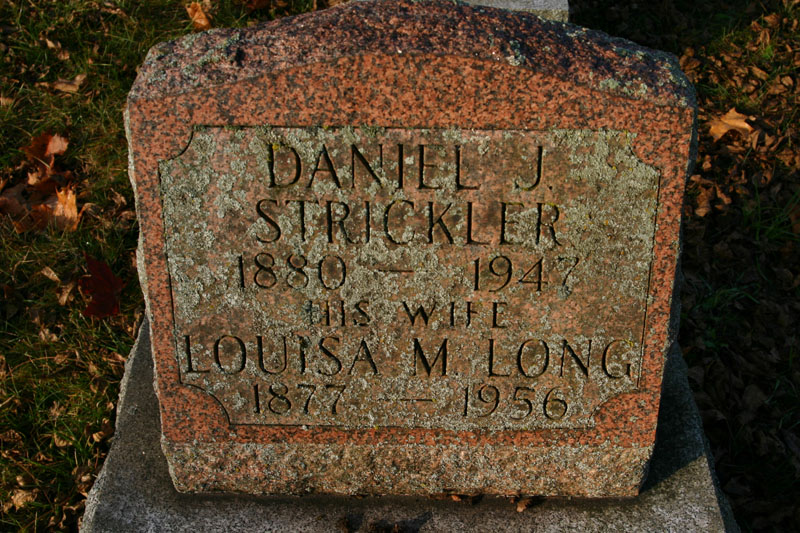 DANIEL J.
STRICKLER
1880 — 1947
HIS WIFE
LOUISA M. LONG
1877 — 1956